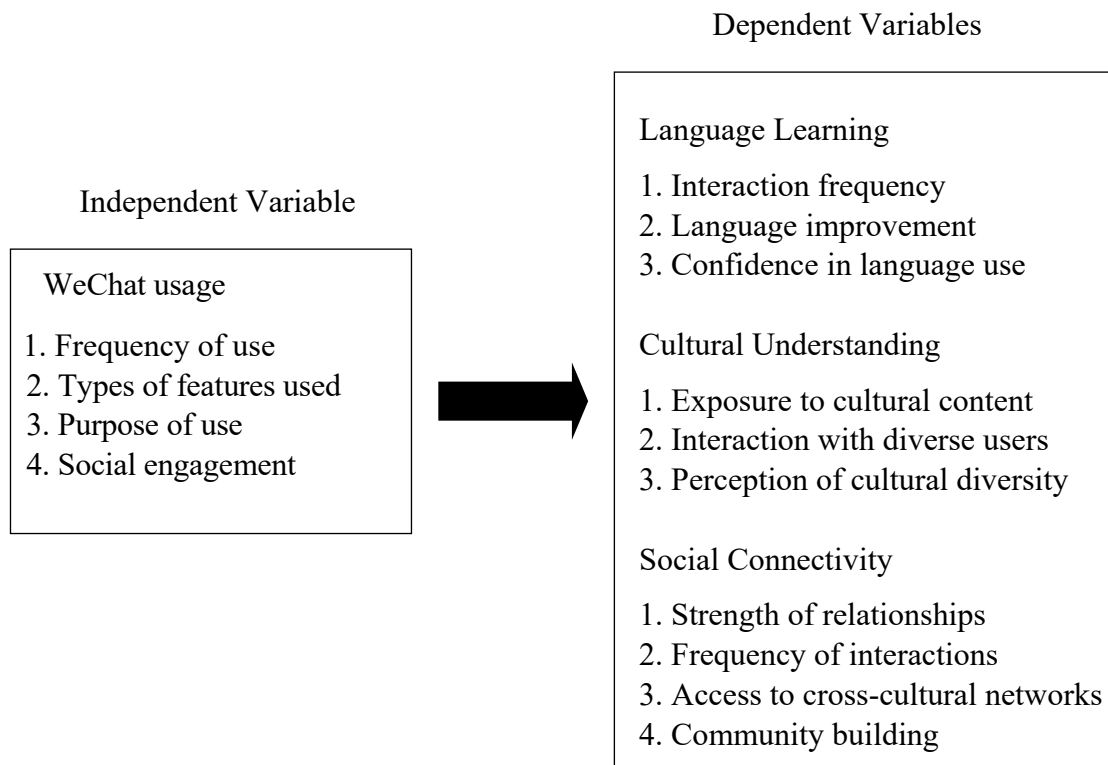 Independent Variable
WeChat usage
1. Frequency of use
2. Types of features used
3. Purpose of use
4. Social engagement
Dependent Variables
Language Learning
1. Interaction frequency
2. Language improvement
3. Confidence in language use
Cultural Understanding
1. Exposure to cultural content
2. Interaction with diverse users
3. Perception of cultural diversity
Social Connectivity
1. Strength of relationships
2. Frequency of interactions
3. Access to cross-cultural networks
4. Community building